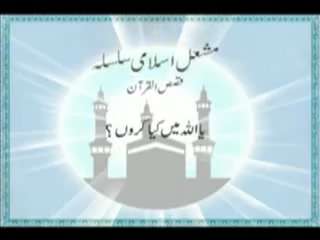 مشعل اسلامی سلسلہ
قصص القرآن
یا اللہ میں کیا کروں ؟